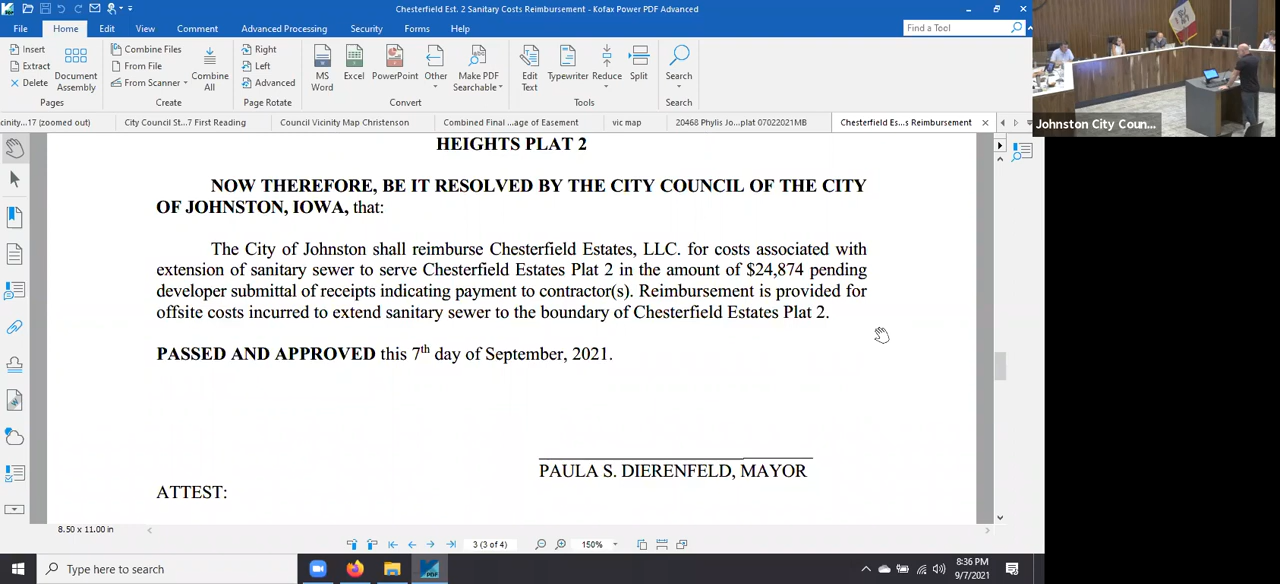 Chesterfield Est. 2 Sanitary Costs Reimbursement - Kofax Power PDF Advanced
File Home Edit View Comment Advanced Processing Security Forms Help Find a Tool
Insert
Extract
Delete
Document Assembly
Combine Files
From File
From Scanner
Combine All
Right
Left
Advanced
MS Word
Excel
PowerPoint
Other
Make PDF Searchable
Edit Text
Typewriter
Reduce
Split
Search
Pages Create Page Rotate Convert Tools Search
Johnston City Coun...
cinity...17 (zoomed out) City Council St...7 First Reading Council Vicinity Map Christenson Combined Final ...age of Easement vic map 20468 Phylis Jo...plat 07022021MB Chesterfield Es...s Reimbursement
HEIGHTS PLAT 2
NOW THEREFORE, BE IT RESOLVED BY THE CITY COUNCIL OF THE CITY
OF JOHNSTON, IOWA, that:
The City of Johnston shall reimburse Chesterfield Estates, LLC. for costs associated with
extension of sanitary sewer to serve Chesterfield Estates Plat 2 in the amount of $24,874 pending
developer submittal of receipts indicating payment to contractor(s). Reimbursement is provided for
offsite costs incurred to extend sanitary sewer to the boundary of Chesterfield Estates Plat 2.
PASSED AND APPROVED this 7th day of September, 2021.
PAULA S. DIERENFELD, MAYOR
ATTEST:
8.50 x 11.00 in
3 (3 of 4) 150%
Type here to search
8:36 PM
9/7/2021